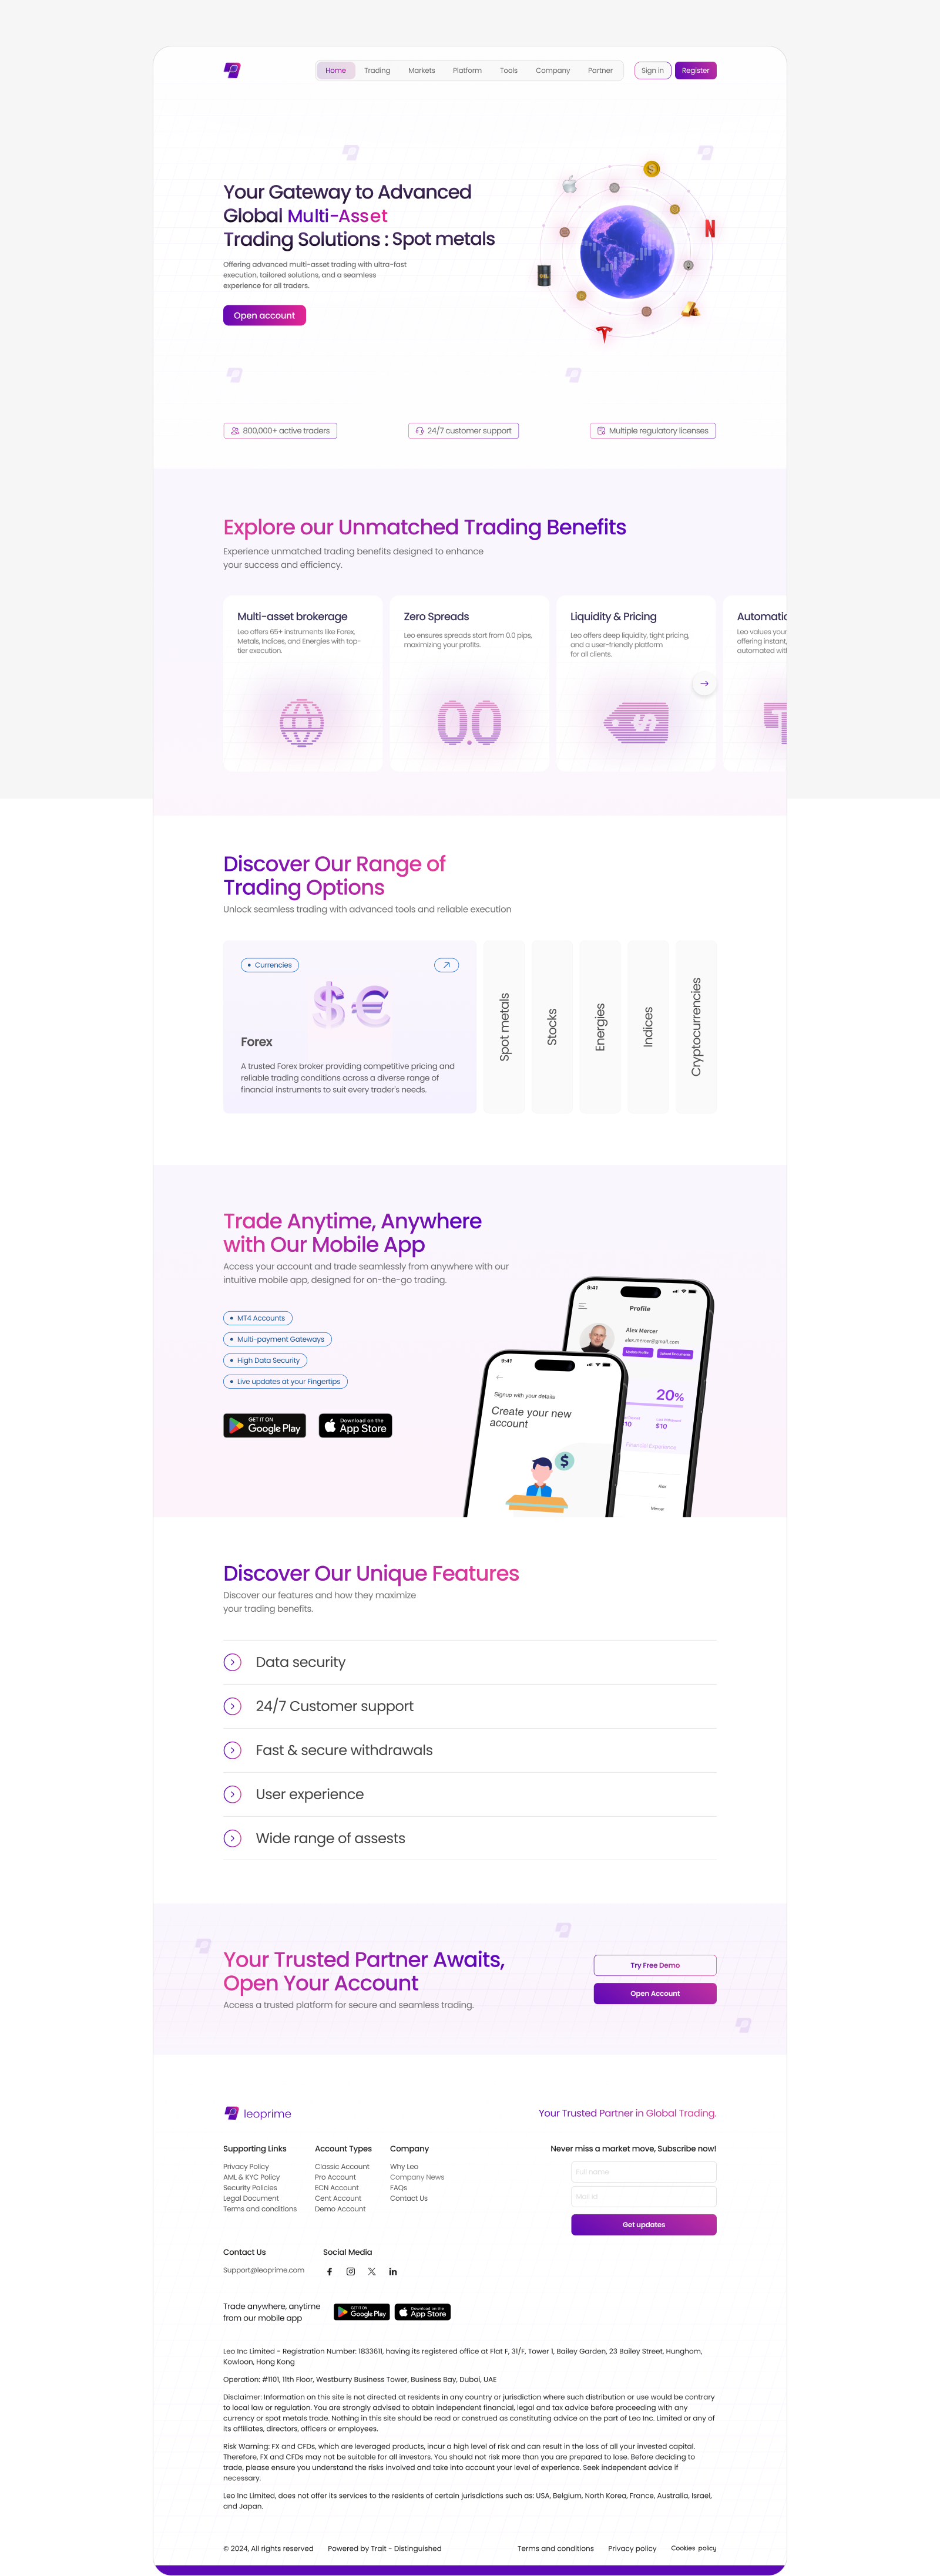 Home
Trading
Markets
Platform
Tools
Company
Partner
Sign in
Register
Your Gateway to Advanced
Global Multi-Asset
Trading Solutions : Spot metals
Offering advanced multi-asset trading with ultra-fast
execution, tailored solutions, and a seamless
experience for all traders.
Open account
OIL
N
800,000+ active traders
24/7 customer support
Multiple regulatory licenses
Explore our Unmatched Trading Benefits
Experience unmatched trading benefits designed to enhance
your success and efficiency.
Multi-asset brokerage
Leo offers 65+ Instruments like Forex,
Metals, Indices, and Energies with top-
tier execution.
Zero Spreads
Leo ensures spreads start from 0.0 pips,
maximizing your profits.
0.0
Liquidity & Pricing
Leo offers deep liquidity, tight pricing,
and a user-friendly platform
for all clients.
Automatic
Leo values your
offering instant,
automated wit
Discover Our Range of
Trading Options
Unlock seamless trading with advanced tools and reliable execution
Currencies
$€
Forex
A trusted Forex broker providing competitive pricing and
reliable trading conditions across a diverse range of
financial instruments to suit every trader's needs.
Spot metals
Stocks
Energies
Indices
Cryptocurrencies
Trade Anytime, Anywhere
with Our Mobile App
Access your account and trade seamlessly from anywhere with our
intuitive mobile app, designed for on-the-go trading.
MT4 Accounts
Multi-payment Gateways
High Data Security
Live updates at your Fingertips
GET IT ON
Google Play
Download on the
App Store
9:41
Profile
Alex Mercer
alex.mercer@gmail.com
Update Profile
Upload Documents
20%
Last Withdrawal
$10
Financial Experience
Alex
Mercer
9:41
Signup with your details
Create your new
account
$
Discover Our Unique Features
Discover our features and how they maximize
your trading benefits.
Data security
24/7 Customer support
Fast & secure withdrawals
User experience
Wide range of assests
Your Trusted Partner Awaits,
Open Your Account
Access a trusted platform for secure and seamless trading.
Try Free Demo
Open Account
leoprime
Your Trusted Partner in Global Trading.
Supporting Links
Privacy Policy
AML & KYC Policy
Security Policies
Legal Document
Terms and conditions
Account Types
Classic Account
Pro Account
ECN Account
Cent Account
Demo Account
Company
Why Leo
Company News
FAQs
Contact Us
Never miss a market move, Subscribe now!
Full name
Mail id
Get updates
Contact Us
Support@leoprime.com
Social Media
Trade anywhere, anytime
from our mobile app
GET IT ON
Google Play
Download on the
App Store
Leo Inc Limited - Registration Number: 1833611, having its registered office at Flat F, 31/F, Tower 1, Bailey Garden, 23 Bailey Street, Hunghom,
Kowloon, Hong Kong
Operation: #1101, 11th Floor, Westburry Business Tower, Business Bay, Dubai, UAE
Disclaimer: Information on this site is not directed at residents in any country or jurisdiction where such distribution or use would be contrary
to local law or regulation. You are strongly advised to obtain independent financial, legal and tax advice before proceeding with any
currency or spot metals trade. Nothing in this site should be read or construed as constituting advice on the part of Leo Inc. Limited or any of
its affiliates, directors, officers or employees.
Risk Warning: FX and CFDs, which are leveraged products, incur a high level of risk and can result in the loss of all your invested capital.
Therefore, FX and CFDs may not be suitable for all investors. You should not risk more than you are prepared to lose. Before deciding to
trade, please ensure you understand the risks involved and take into account your level of experience. Seek independent advice if
necessary.
Leo Inc Limited, does not offer its services to the residents of certain jurisdictions such as: USA, Belgium, North Korea, France, Australia, Israel,
and Japan.
© 2024, All rights reserved
Powered by Trait - Distinguished
Terms and conditions
Privacy policy
Cookies policy